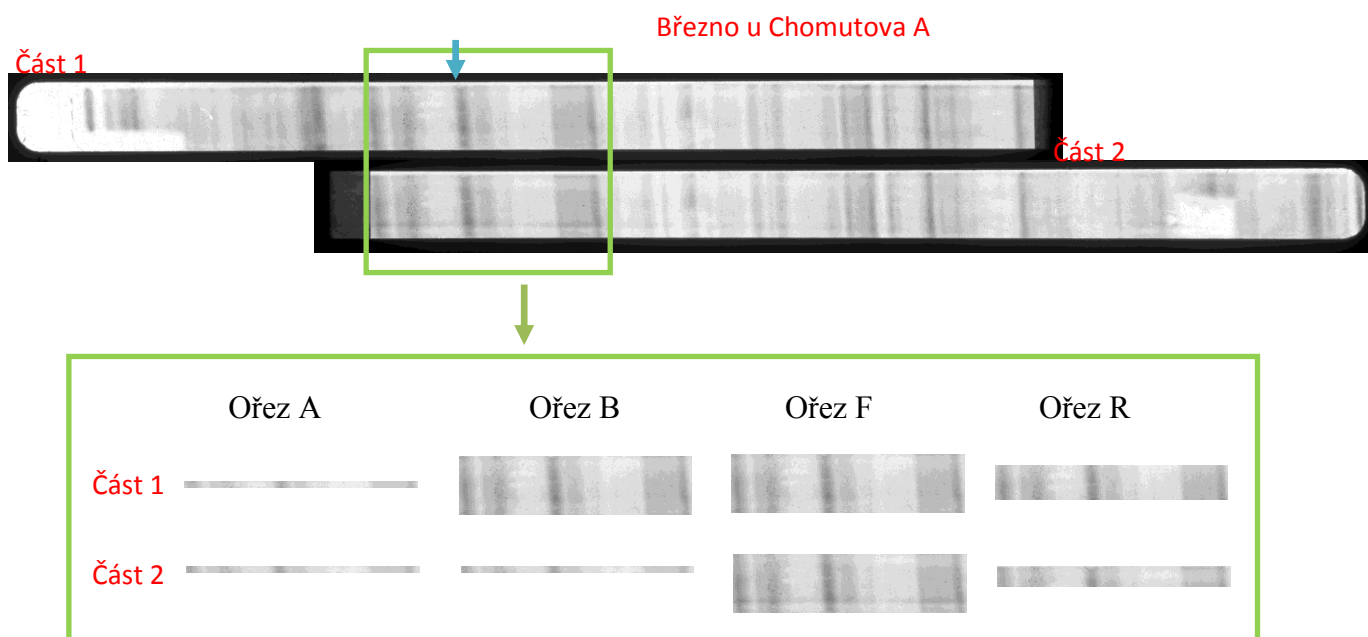 Březno u Chomutova A
Část 1
Část 2
Ořez A
Ořez B
Ořez F
Ořez R
Část 1
Část 2